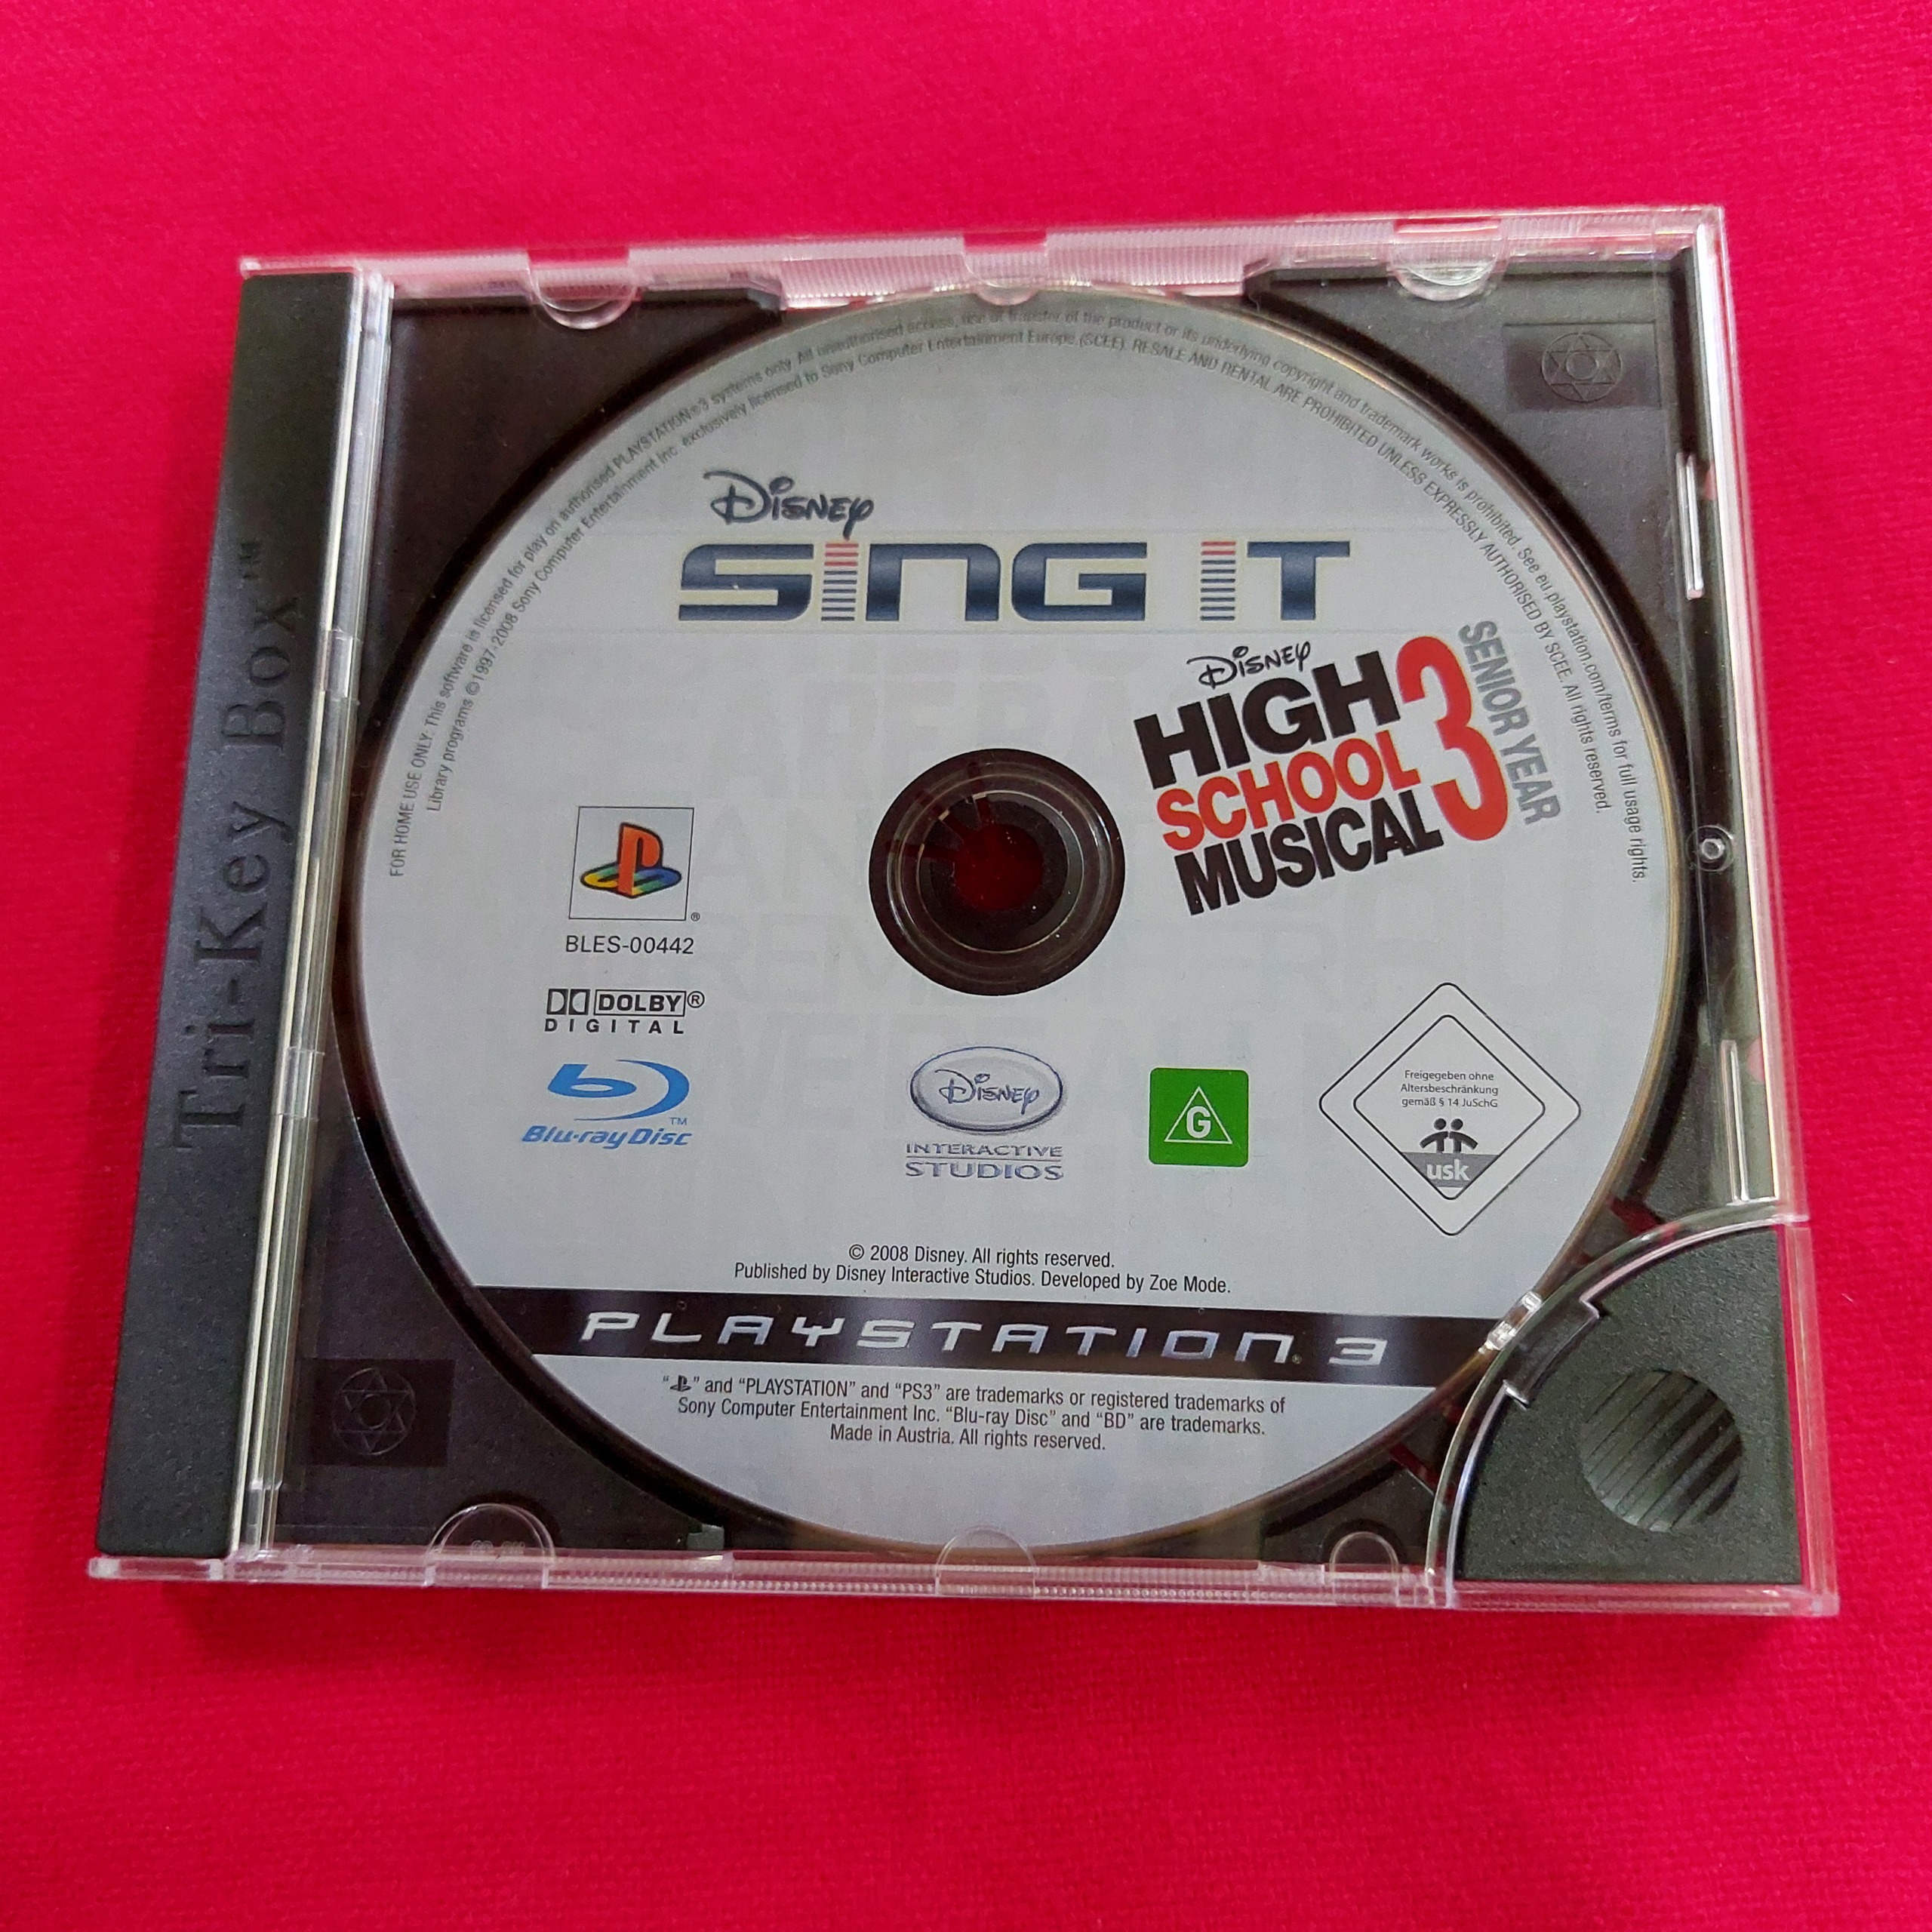 FOR HOME USE ONLY. This software is licensed for play on authorised PLAYSTATION®3 systems only. All unauthorised access, use or transfer of the product or its underlying copyright and trademark works is prohibited. See eu.playstation.com/terms for full usage rights.
Library programs ©1997-2008 Sony Computer Entertainment Inc. exclusively licensed to Sony Computer Entertainment Europe (SCEE). RESALE AND RENTAL ARE PROHIBITED UNLESS EXPRESSLY AUTHORISED BY SCEE. All rights reserved.
Disney
SING IT
Disney
HIGH
SCHOOL
MUSICAL
3
SENIOR YEAR
®
BLES-00442
DOLBY®
DIGITAL
Blu-ray Disc™
Disney
INTERACTIVE
STUDIOS
G
Freigegeben ohne
Altersbeschränkung
gemäß § 14 JuSchG
usk
© 2008 Disney. All rights reserved.
Published by Disney Interactive Studios. Developed by Zoe Mode.
PLAYSTATION® 3
" " and "PLAYSTATION" and "PS3" are trademarks or registered trademarks of
Sony Computer Entertainment Inc. "Blu-ray Disc" and "BD" are trademarks.
Made in Austria. All rights reserved.
Tri-Key Box™